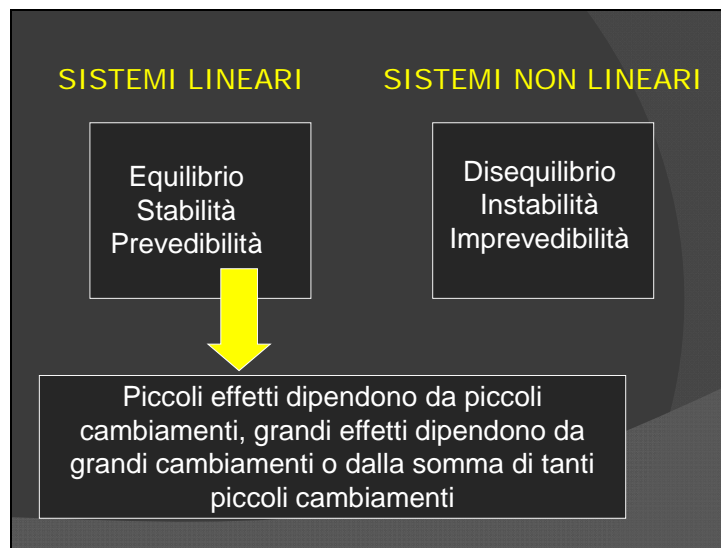 SISTEMI LINEARI
SISTEMI NON LINEARI
Equilibrio
Stabilità
Prevedibilità
Disequilibrio
Instabilità
Imprevedibilità
Piccoli effetti dipendono da piccoli
cambiamenti, grandi effetti dipendono da
grandi cambiamenti o dalla somma di tanti
piccoli cambiamenti